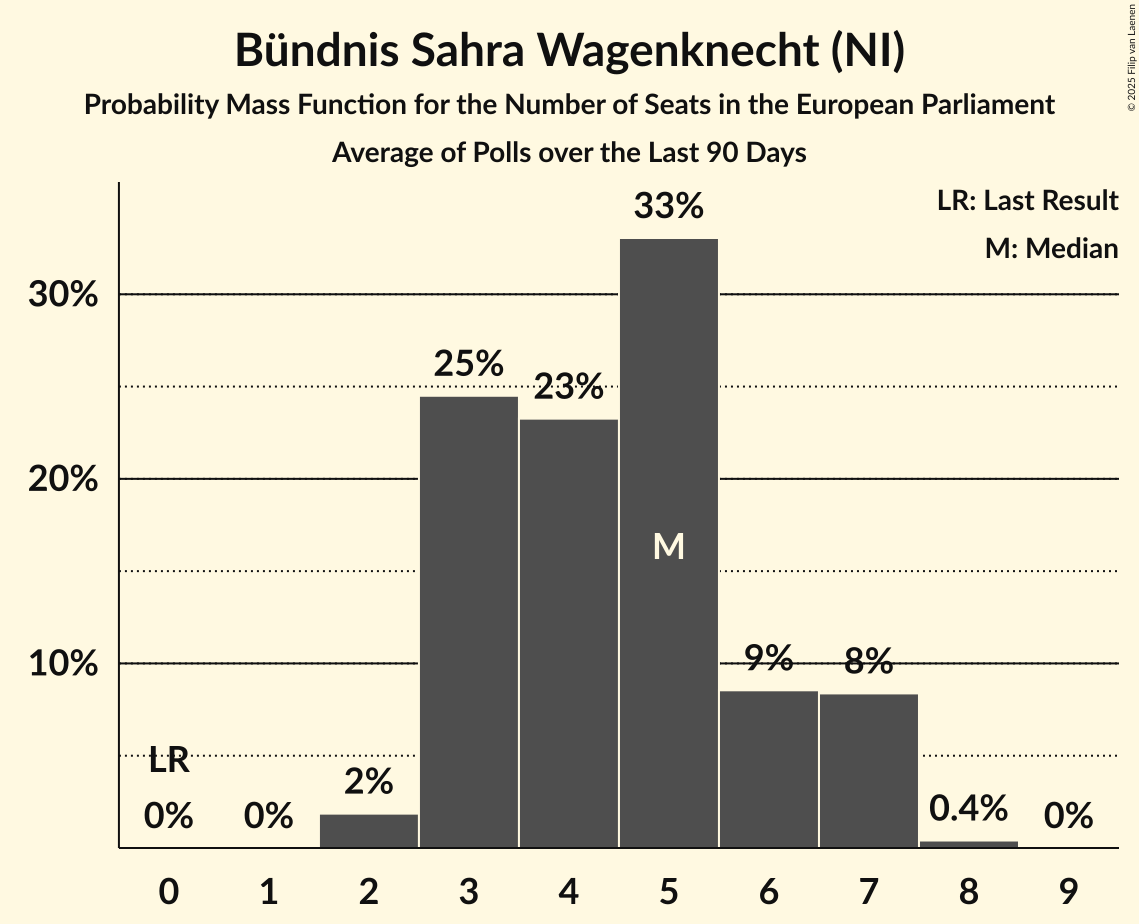 Bündnis Sahra Wagenknecht (NI)
Probability Mass Function for the Number of Seats in the European Parliament
Average of Polls over the Last 90 Days
© 2025 Filip van Laenen
LR: Last Result
M: Median
30%
20%
10%
LR
0%
0%
2%
25%
23%
33%
M
9%
8%
0.4%
0%
0 1 2 3 4 5 6 7 8 9